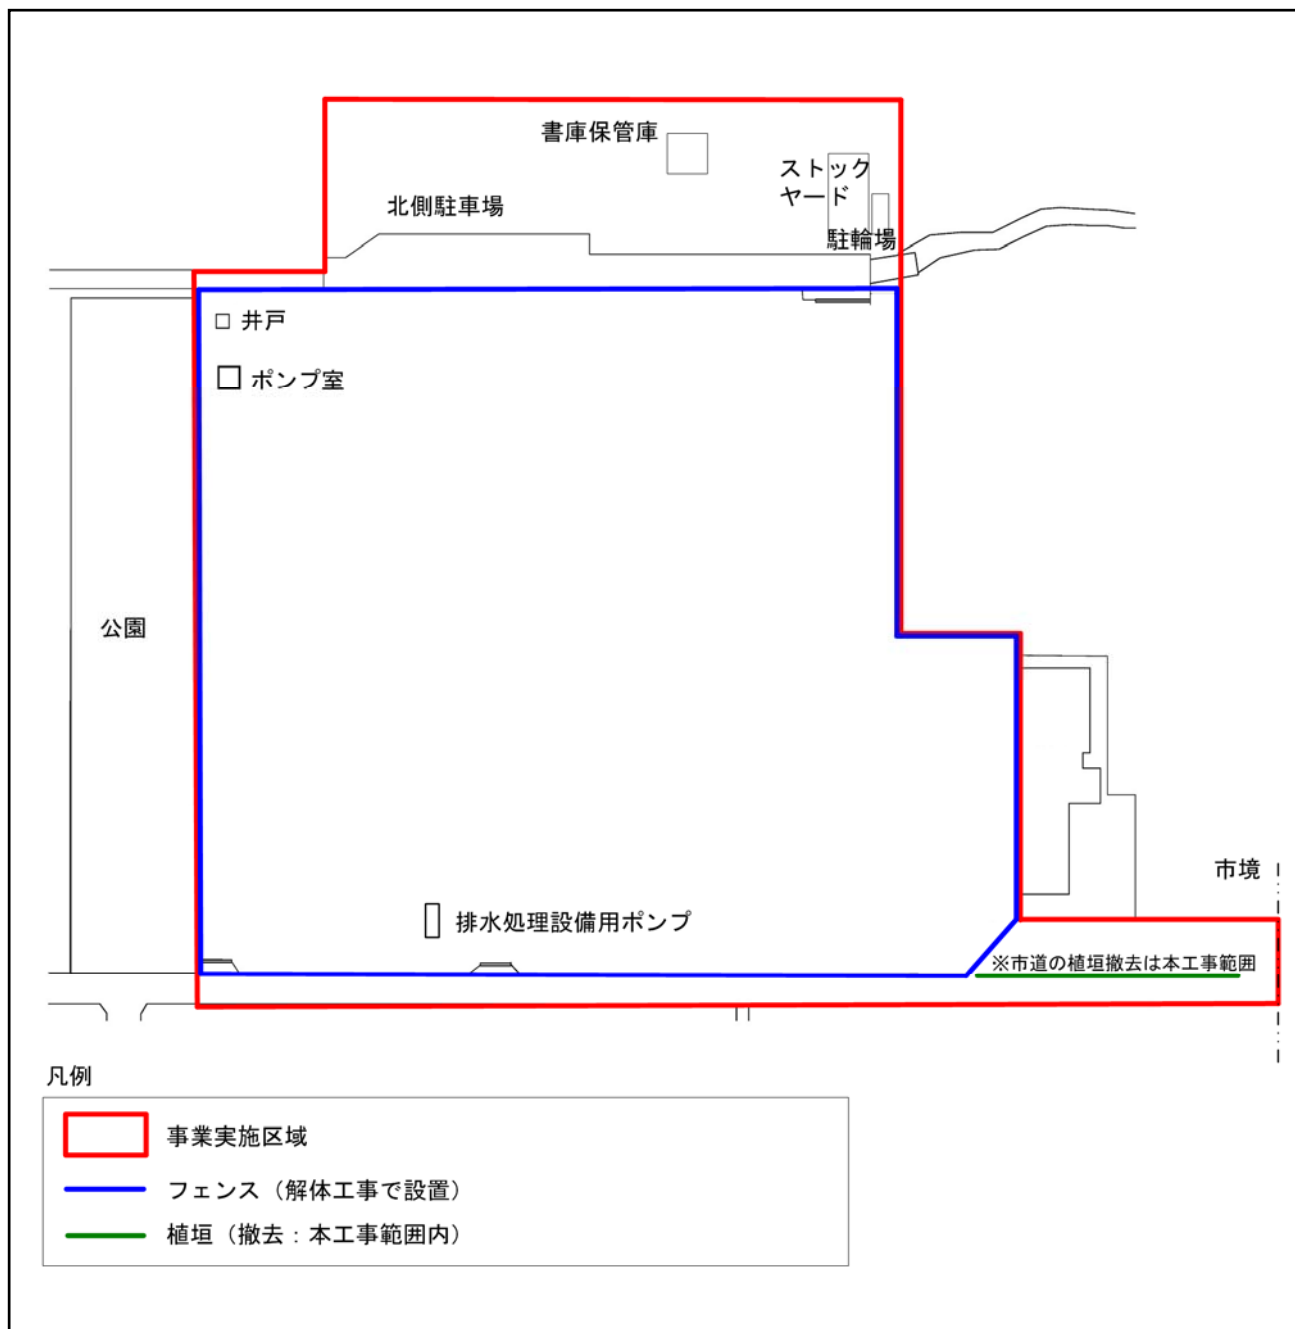 書庫保管庫
ストック
ヤード
北側駐車場
駐輪場
井戸
ポンプ室
公園
市境
排水処理設備用ポンプ
※市道の植垣撤去は本工事範囲
凡例
事業実施区域
フェンス（解体工事で設置）
植垣（撤去：本工事範囲内）